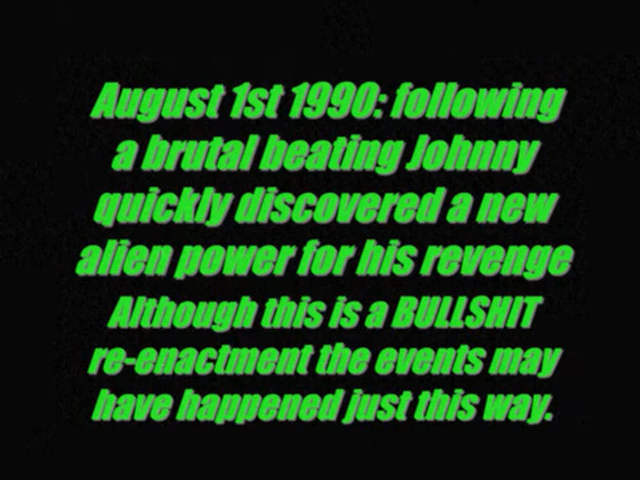 August 1st 1990: following
a brutal beating Johnny
quickly discovered a new
alien power for his revenge
Although this is a BULLSHIT
re-enactment the events may
have happened just this way.